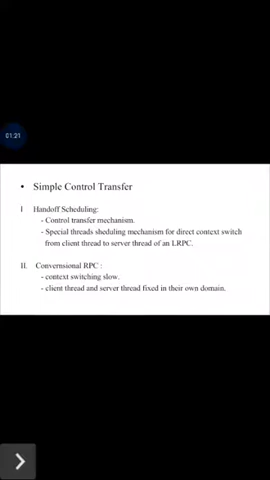 01:21
• Simple Control Transfer
I Handoff Scheduling:
- Control transfer mechanism.
- Special threads sheduling mechanism for direct context switch
from client thread to server thread of an LRPC.
II. Convernsional RPC :
- context switching slow.
- client thread and server thread fixed in their own domain.